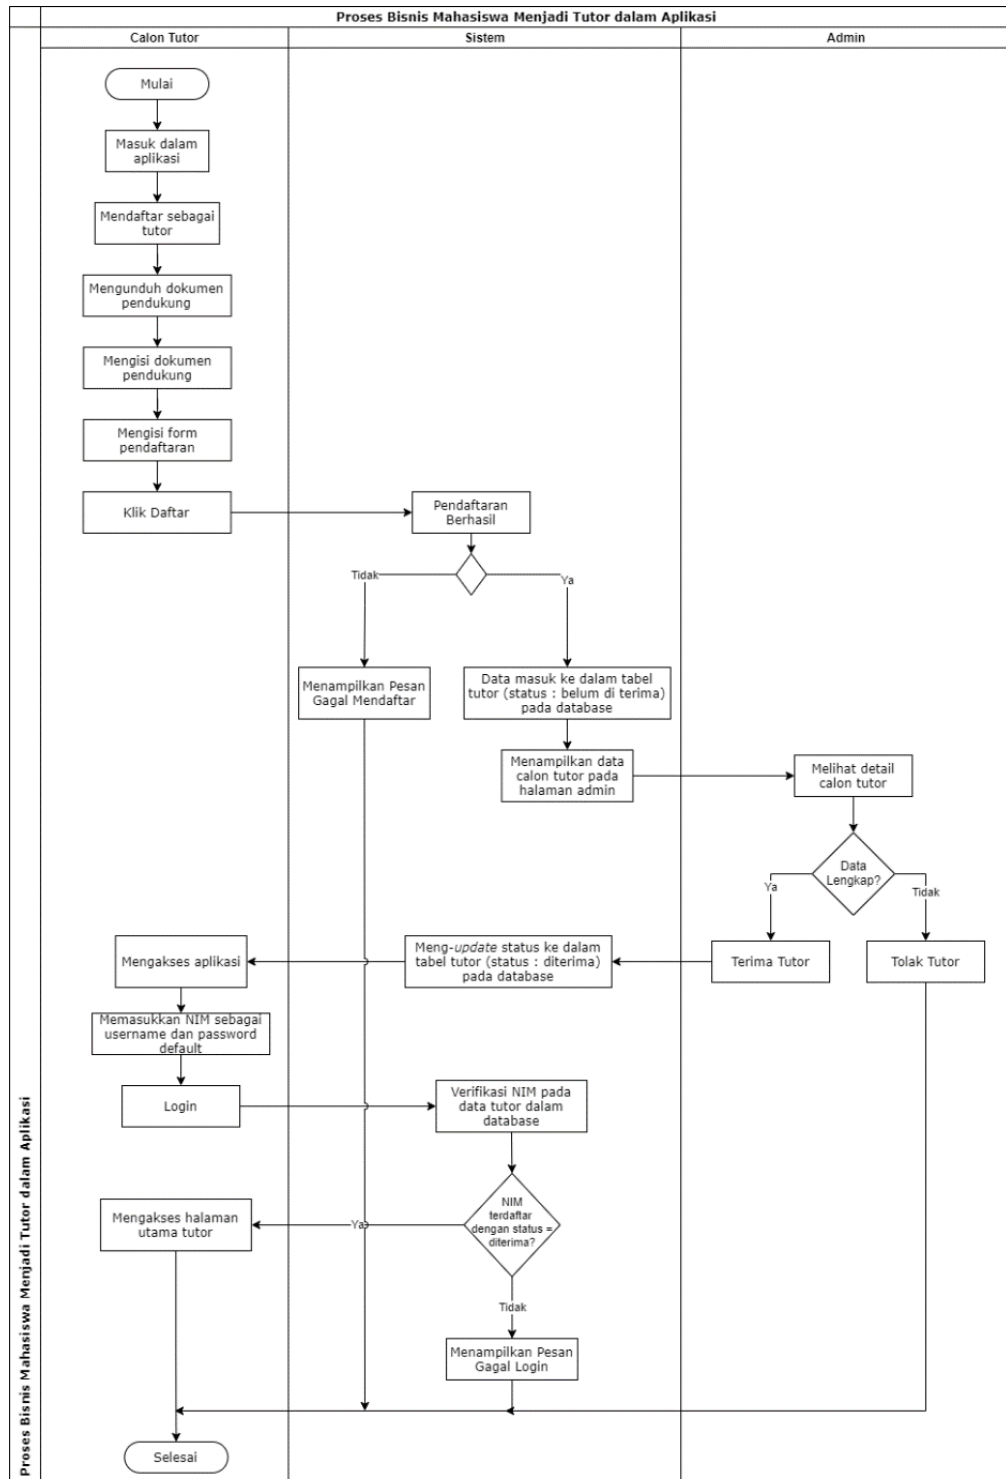 Proses Bisnis Mahasiswa Menjadi Tutor dalam Aplikasi
Calon Tutor
Sistem
Admin
Mulai
Masuk dalam
aplikasi
Mendaftar sebagai
tutor
Mengunduh dokumen
pendukung
Mengisi dokumen
pendukung
Mengisi form
pendaftaran
Klik Daftar
Pendaftaran
Berhasil
Tidak
Ya
Menampilkan Pesan
Gagal Mendaftar
Data masuk ke dalam tabel
tutor (status : belum di terima)
pada database
Menampilkan data
calon tutor pada
halaman admin
Melihat detail
calon tutor
Data
Lengkap?
Ya
Tidak
Terima Tutor
Tolak Tutor
Meng-update status ke dalam
tabel tutor (status : diterima)
pada database
Mengakses aplikasi
Memasukkan NIM sebagai
username dan password
default
Login
Verifikasi NIM pada
data tutor dalam
database
NIM
terdaftar
dengan status =
diterima?
Ya
Mengakses halaman
utama tutor
Tidak
Menampilkan Pesan
Gagal Login
Selesai
Proses Bisnis Mahasiswa Menjadi Tutor dalam Aplikasi